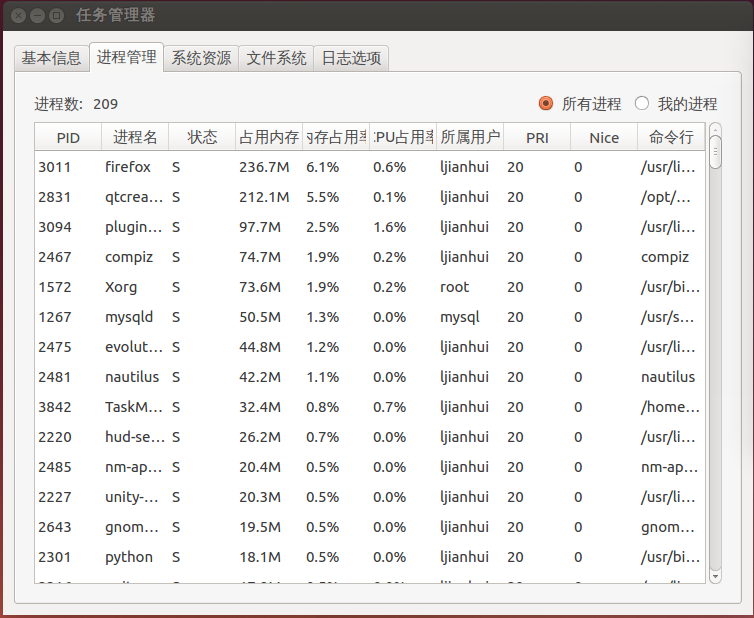 任务管理器
基本信息 进程管理 系统资源 文件系统 日志选项
进程数: 209 所有进程 我的进程
PID 进程名 状态 占用内存 内存占用率 CPU占用率 所属用户 PRI Nice 命令行
3011 firefox S 236.7M 6.1% 0.6% ljianhui 20 0 /usr/li...
2831 qtcrea... S 212.1M 5.5% 0.1% ljianhui 20 0 /opt/...
3094 plugin... S 97.7M 2.5% 1.6% ljianhui 20 0 /usr/li...
2467 compiz S 74.7M 1.9% 0.2% ljianhui 20 0 compiz
1572 Xorg S 73.6M 1.9% 0.2% root 20 0 /usr/bi...
1267 mysqld S 50.5M 1.3% 0.0% mysql 20 0 /usr/s...
2475 evolut... S 44.8M 1.2% 0.0% ljianhui 20 0 /usr/li...
2481 nautilus S 42.2M 1.1% 0.0% ljianhui 20 0 nautilus
3842 TaskM... S 32.4M 0.8% 0.7% ljianhui 20 0 /home...
2220 hud-se... S 26.2M 0.7% 0.0% ljianhui 20 0 /usr/li...
2485 nm-ap... S 20.4M 0.5% 0.0% ljianhui 20 0 nm-ap...
2227 unity-... S 20.3M 0.5% 0.0% ljianhui 20 0 /usr/li...
2643 gnom... S 19.5M 0.5% 0.0% ljianhui 20 0 gnom...
2301 python S 18.1M 0.5% 0.0% ljianhui 20 0 /usr/bi...